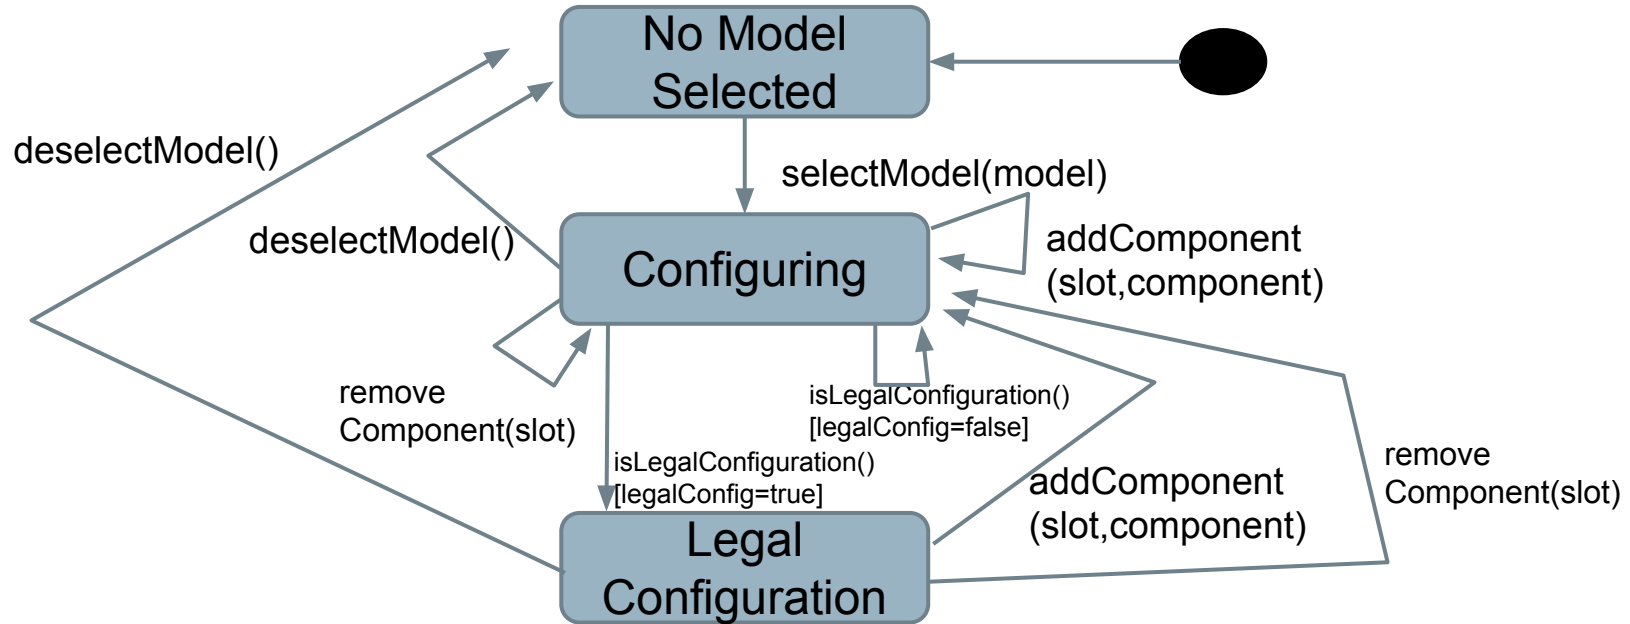 No Model
Selected
deselectModel()
selectModel(model)
deselectModel()
addComponent
(slot,component)
Configuring
remove
Component(slot)
isLegalConfiguration()
[legalConfig=false]
isLegalConfiguration()
[legalConfig=true]
addComponent
(slot,component)
remove
Component(slot)
Legal
Configuration